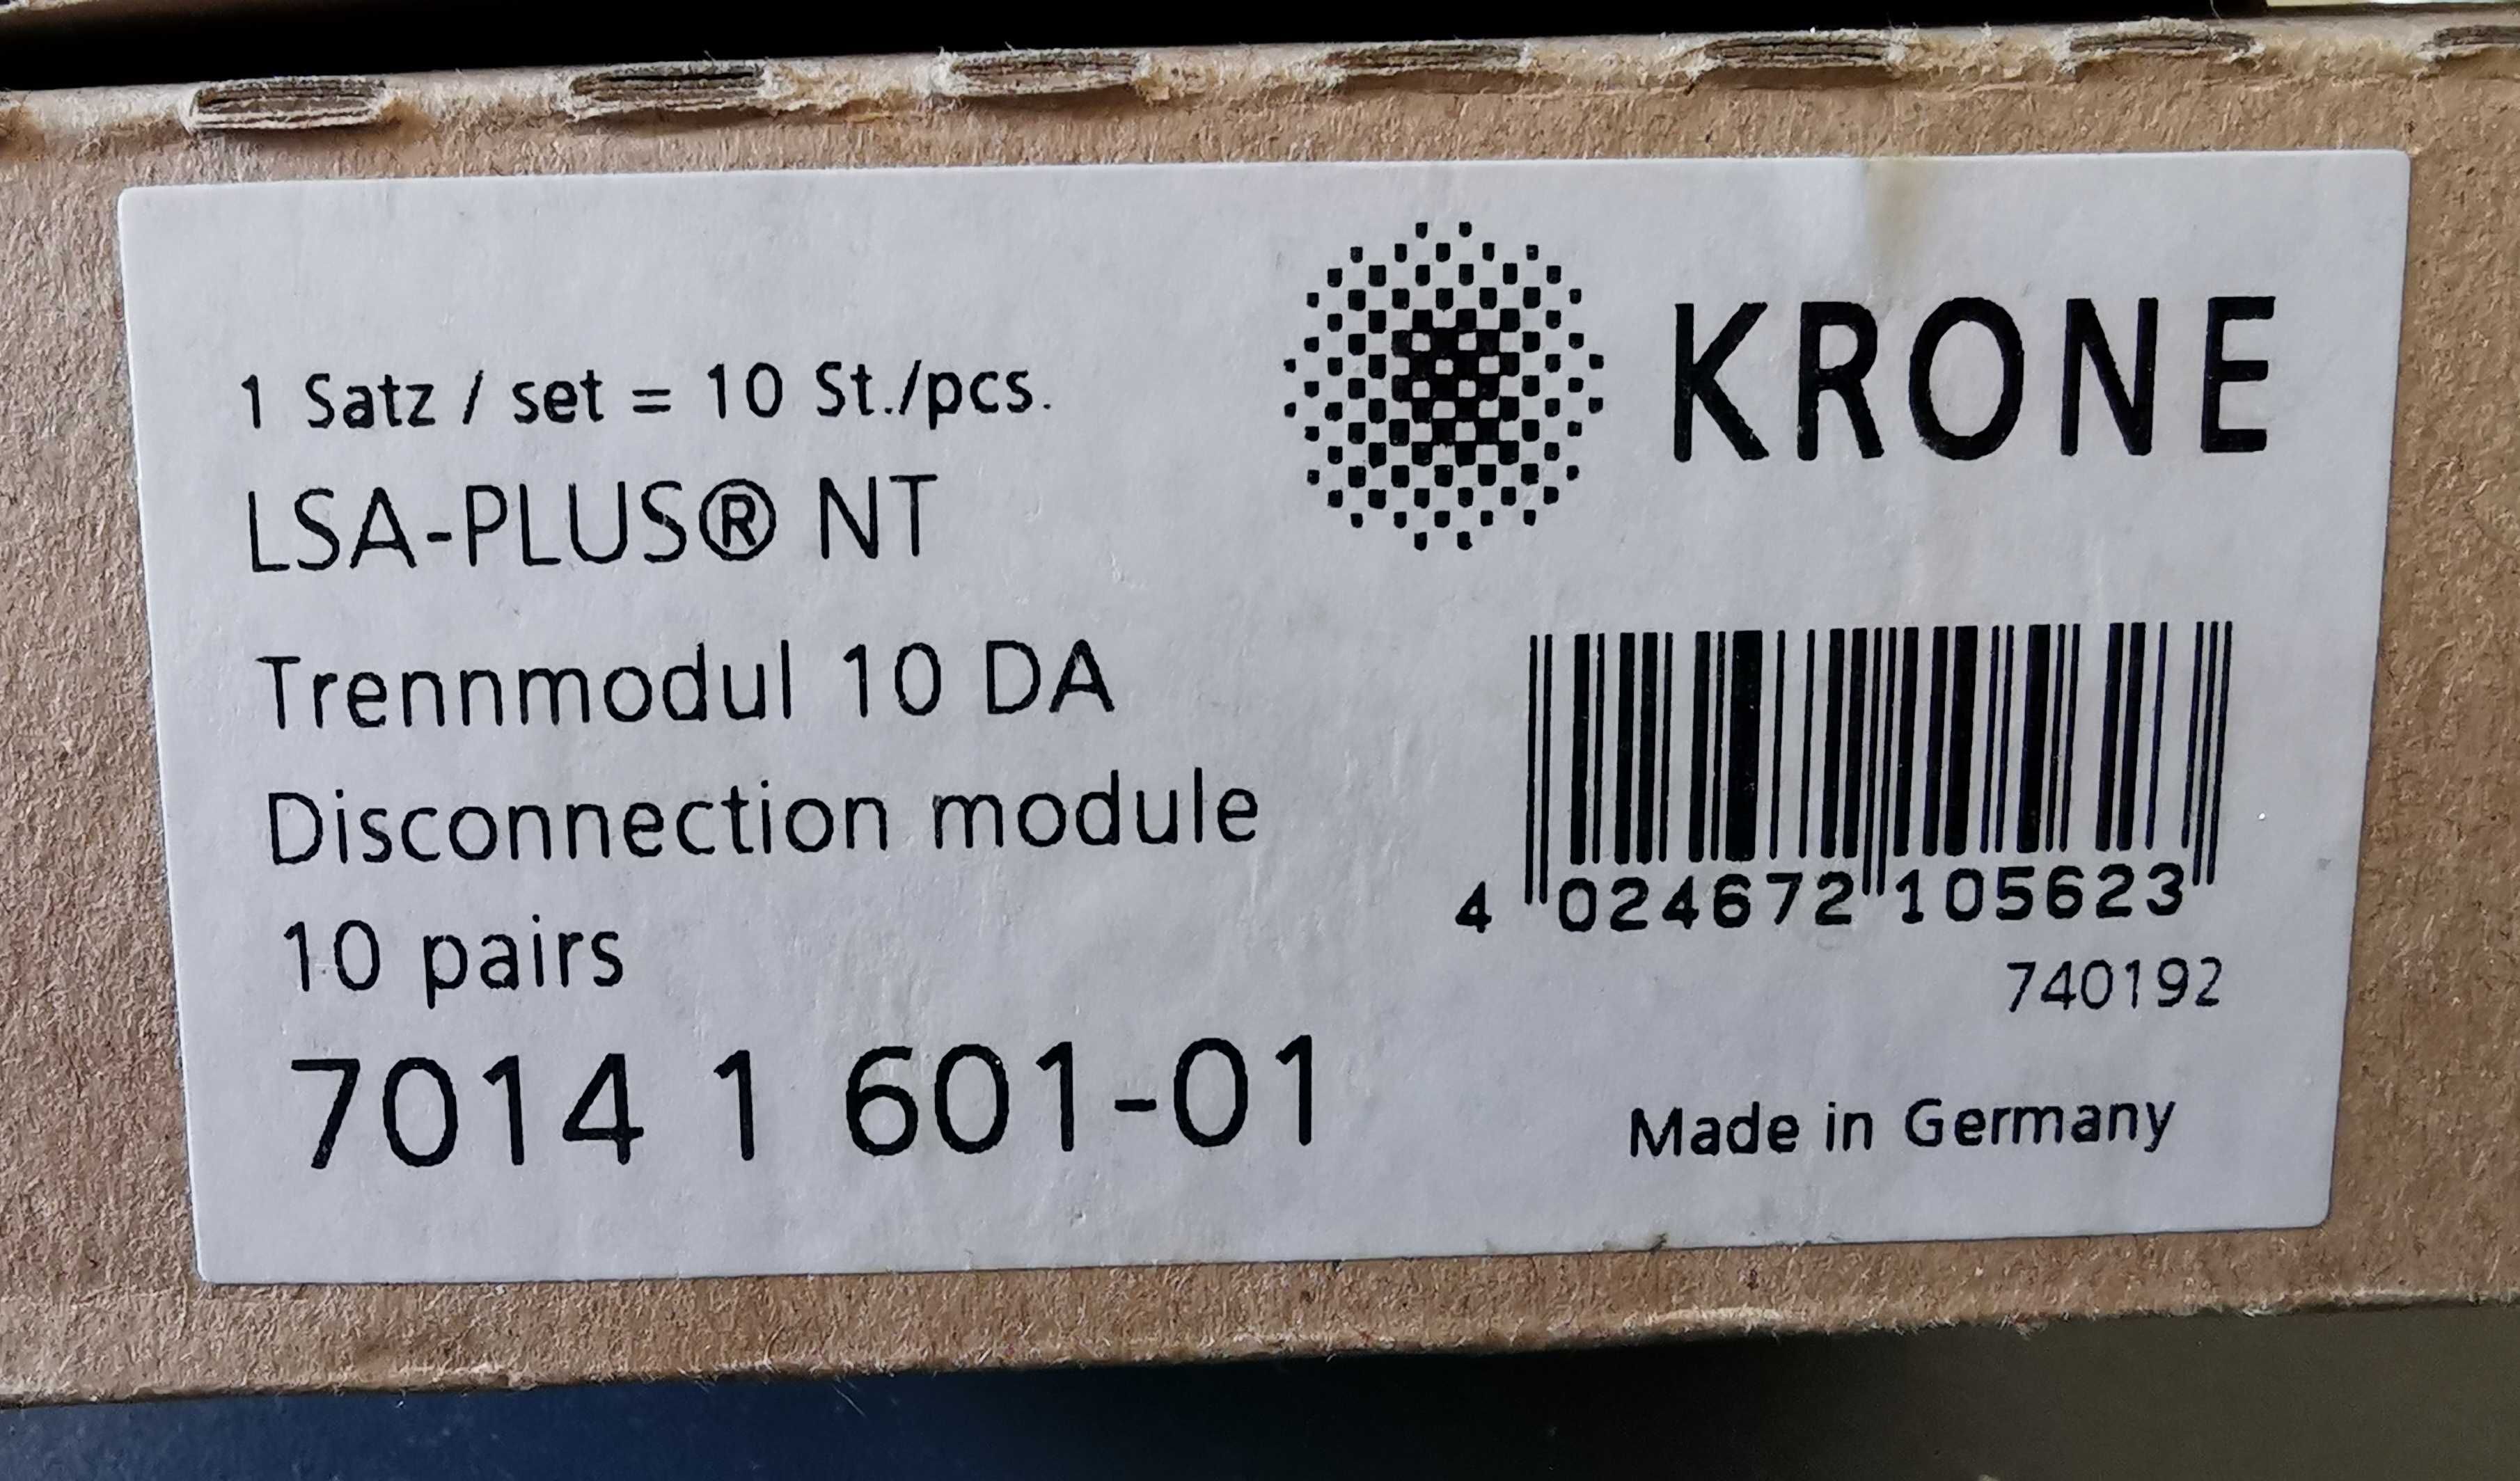 KRONE
1 Satz / set = 10 St./pcs.
LSA-PLUS® NT
Trennmodul 10 DA
Disconnection module
10 pairs
7014 1 601-01
4 024672 105623
740192
Made in Germany